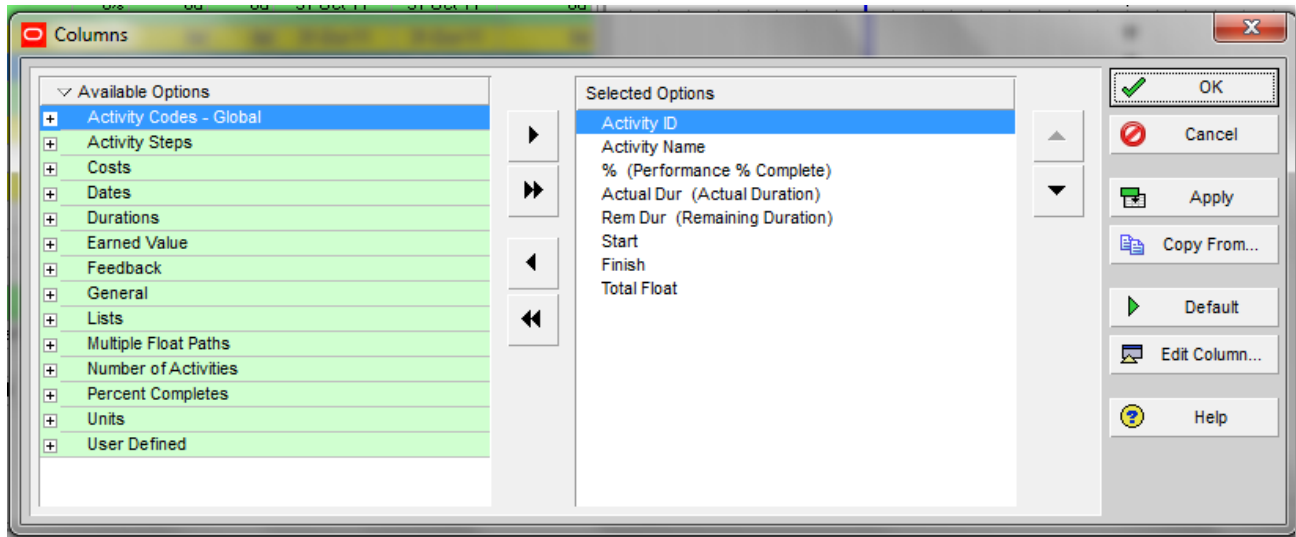 Columns
Available Options
Activity Codes - Global
Activity Steps
Costs
Dates
Durations
Earned Value
Feedback
General
Lists
Multiple Float Paths
Number of Activities
Percent Completes
Units
User Defined
Selected Options
Activity ID
Activity Name
% (Performance % Complete)
Actual Dur (Actual Duration)
Rem Dur (Remaining Duration)
Start
Finish
Total Float
OK
Cancel
Apply
Copy From...
Default
Edit Column...
Help